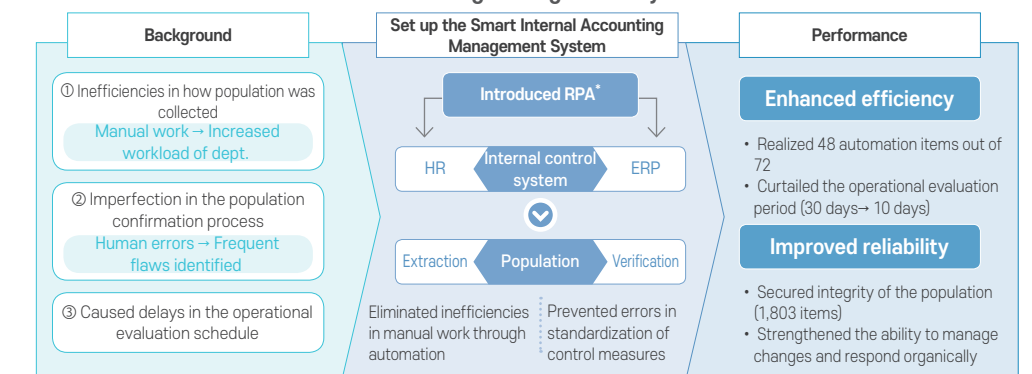 Background
① Inefficiencies in how population was
collected
Manual work → Increased
workload of dept.
② Imperfection in the population
confirmation process
Human errors → Frequent
flaws identified
③ Caused delays in the operational
evaluation schedule
Set up the Smart Internal Accounting
Management System
Introduced RPA*
HR
Internal control
system
ERP
Extraction
Population
Verification
Eliminated inefficiencies
in manual work through
automation
Prevented errors in
standardization of
control measures
Performance
Enhanced efficiency
• Realized 48 automation items out of
72
• Curtailed the operational evaluation
period (30 days→ 10 days)
Improved reliability
• Secured integrity of the population
(1,803 items)
• Strengthened the ability to manage
changes and respond organically